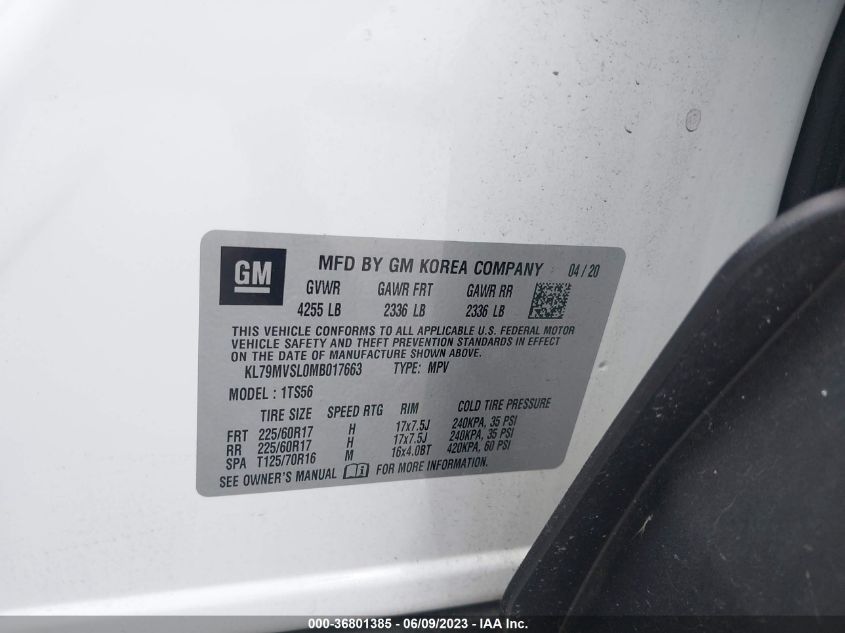 GM
MFD BY GM KOREA COMPANY 04/20
GVWR GAWR FRT GAWR RR
4255 LB 2336 LB 2336 LB
THIS VEHICLE CONFORMS TO ALL APPLICABLE U.S. FEDERAL MOTOR
VEHICLE SAFETY AND THEFT PREVENTION STANDARDS IN EFFECT
ON THE DATE OF MANUFACTURE SHOWN ABOVE.
KL79MVSL0MB017663 TYPE: MPV
MODEL : 1TS56
TIRE SIZE SPEED RTG RIM COLD TIRE PRESSURE
FRT 225/60R17 H 17x7.5J 240KPA, 35 PSI
RR 225/60R17 H 17x7.5J 240KPA, 35 PSI
SPA T125/70R16 M 16x4.0BT 420KPA, 60 PSI
SEE OWNER'S MANUAL FOR MORE INFORMATION.
000-36801385 - 06/09/2023 - IAAI Inc.